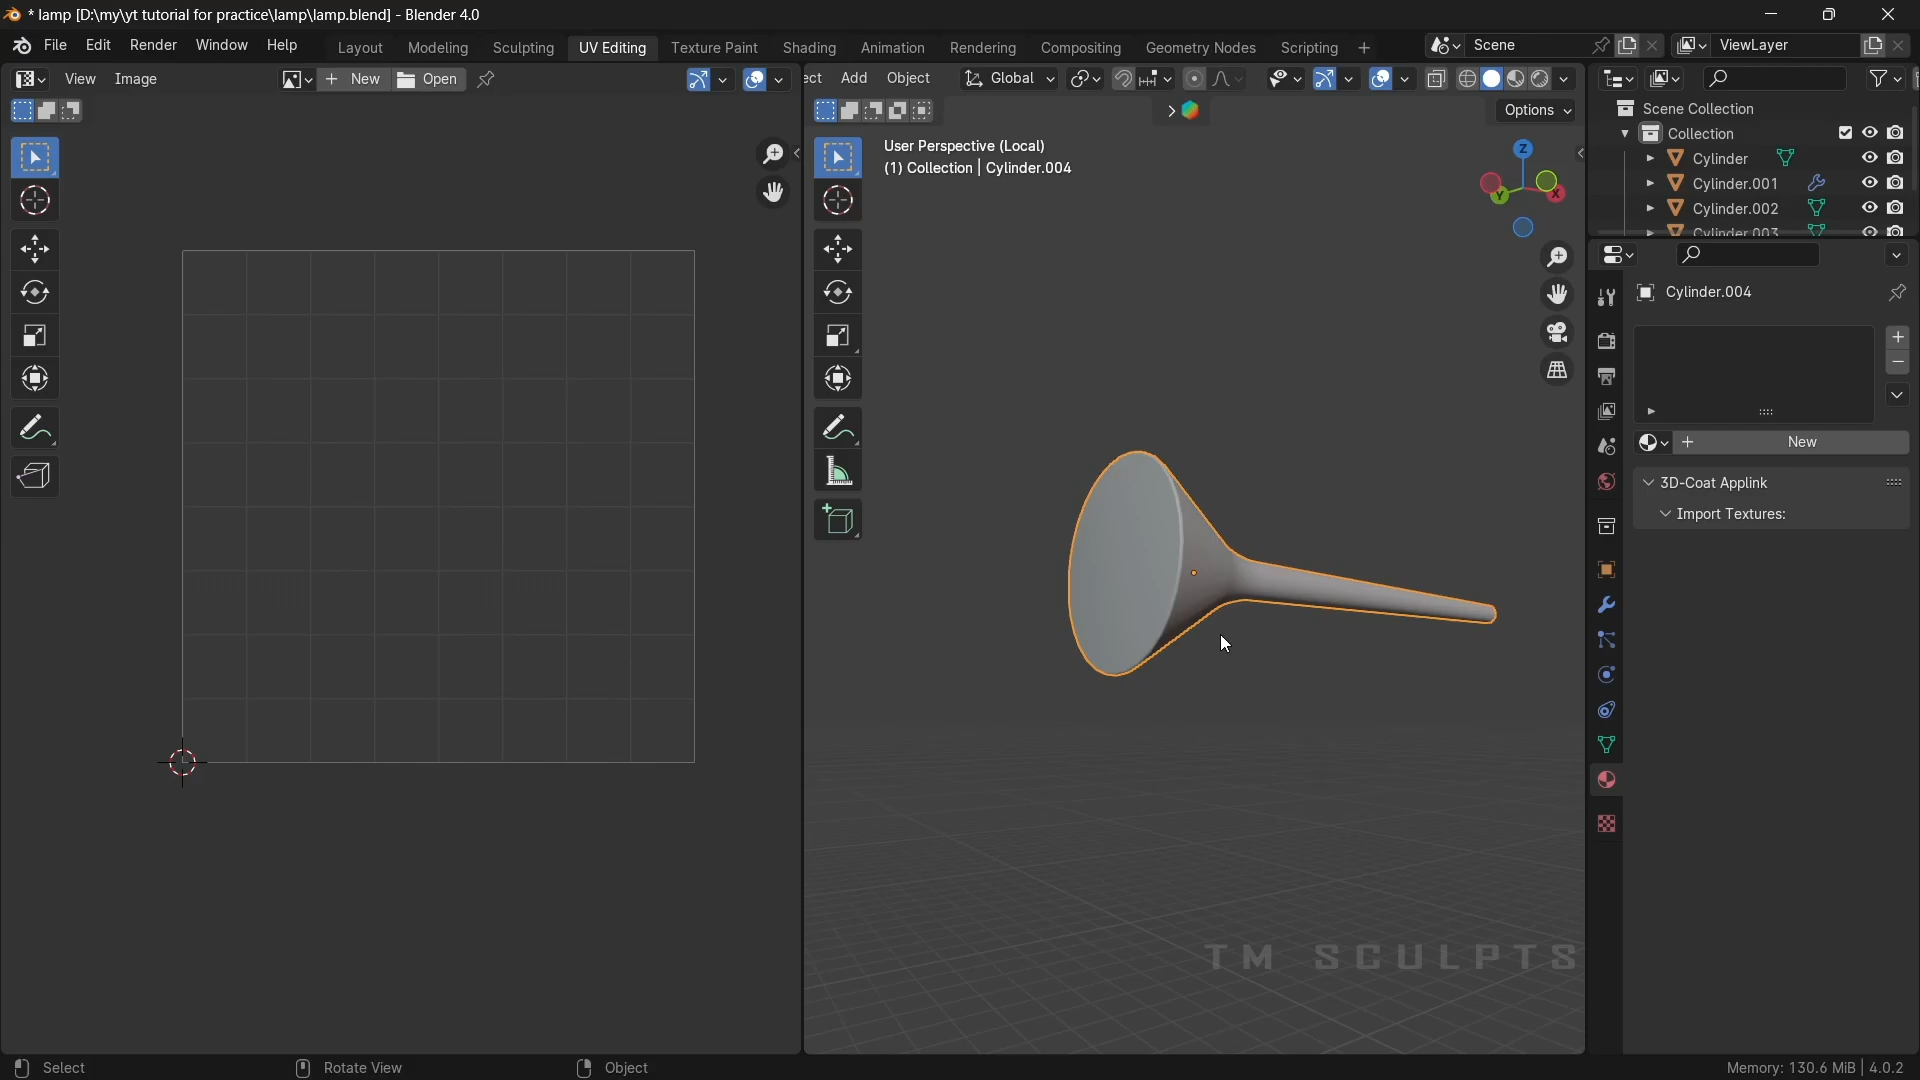 * lamp [D:\my\yt tutorial for practice\lamp\lamp.blend] - Blender 4.0
File Edit Render Window Help
Layout Modeling Sculpting UV Editing Texture Paint Shading Animation Rendering Compositing Geometry Nodes Scripting +
Scene
ViewLayer
View Image
New
Open
ect Add Object
Global
Options
User Perspective (Local)
(1) Collection | Cylinder.004
Z
Y
X
Scene Collection
Collection
Cylinder
Cylinder.001
Cylinder.002
Cylinder.003
Cylinder.004
New
3D-Coat Applink
Import Textures:
TM SCULPTS
Select
Rotate View
Object
Memory: 130.6 MiB | 4.0.2